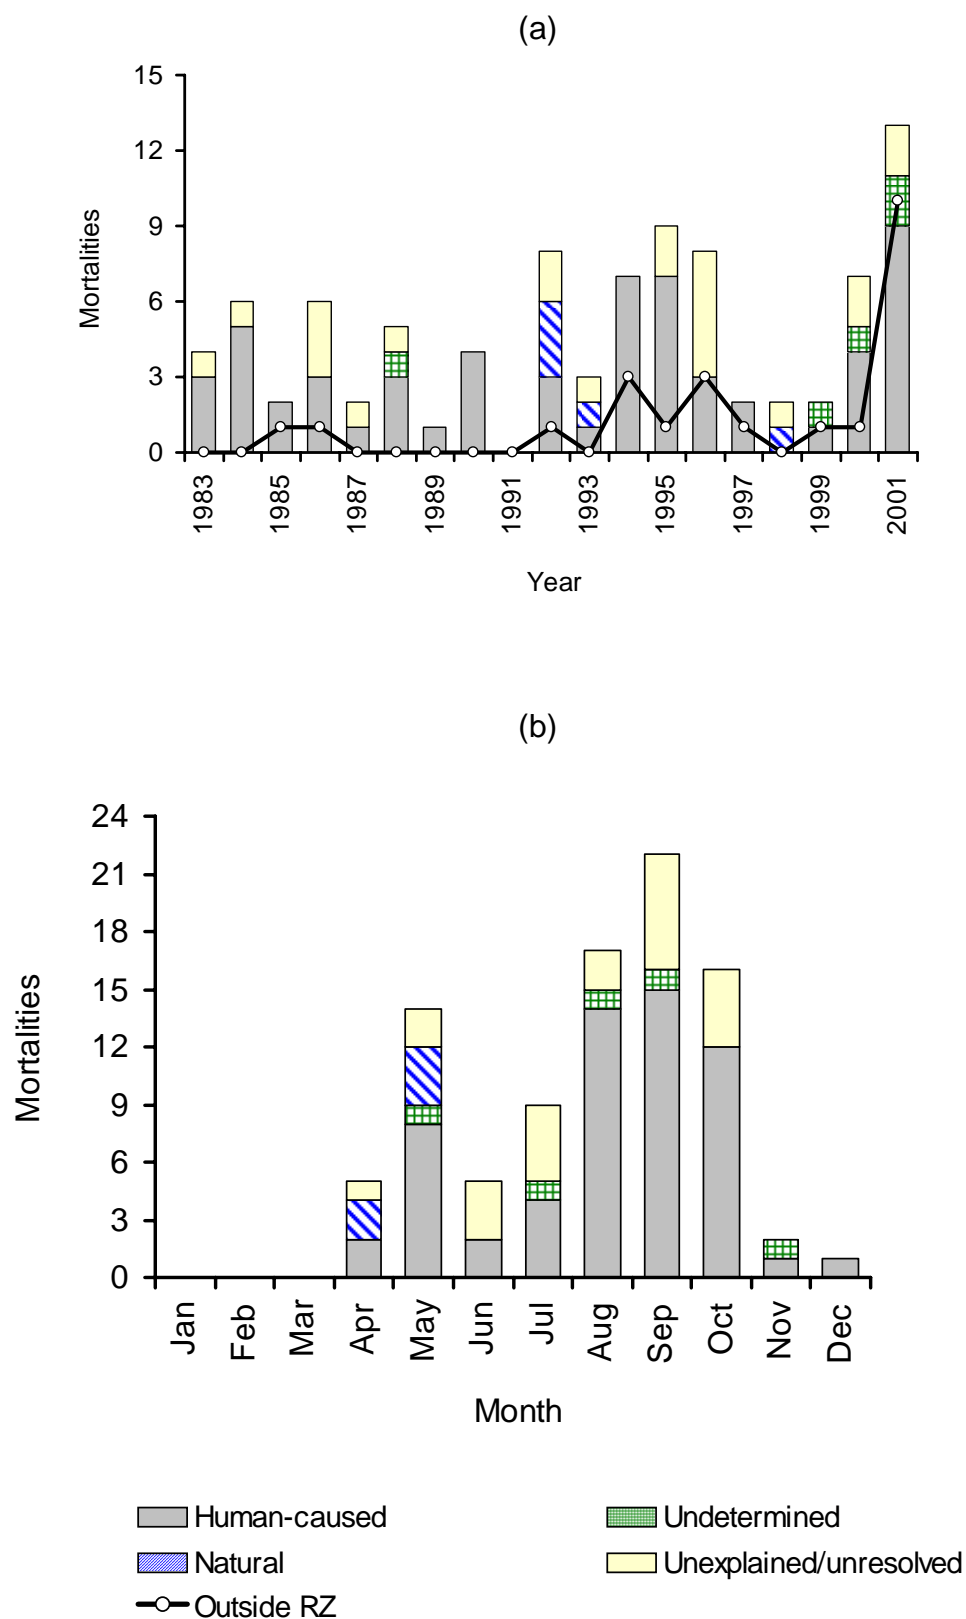 (a)
15
12
9
6
3
0
Mortalities
1983
1985
1987
1989
1991
1993
1995
1997
1999
2001
Year
(b)
24
21
18
15
12
9
6
3
0
Mortalities
Jan
Feb
Mar
Apr
May
Jun
Jul
Aug
Sep
Oct
Nov
Dec
Month
Human-caused
Undetermined
Natural
Unexplained/unresolved
Outside RZ